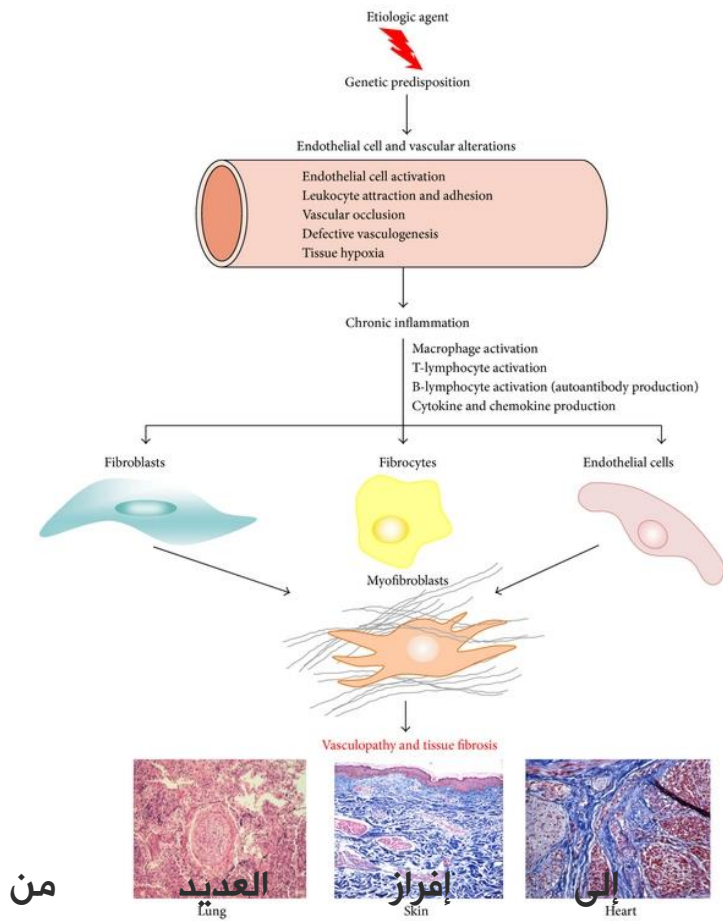 Etiologic agent
Genetic predisposition
Endothelial cell and vascular alterations
Endothelial cell activation
Leukocyte attraction and adhesion
Vascular occlusion
Defective vasculogenesis
Tissue hypoxia
Chronic inflammation
Macrophage activation
T-lymphocyte activation
B-lymphocyte activation (autoantibody production)
Cytokine and chemokine production
Fibroblasts Fibrocytes Endothelial cells
Myofibroblasts
Vasculopathy and tissue fibrosis
إلى إفراز العديد من
Lung Skin Heart